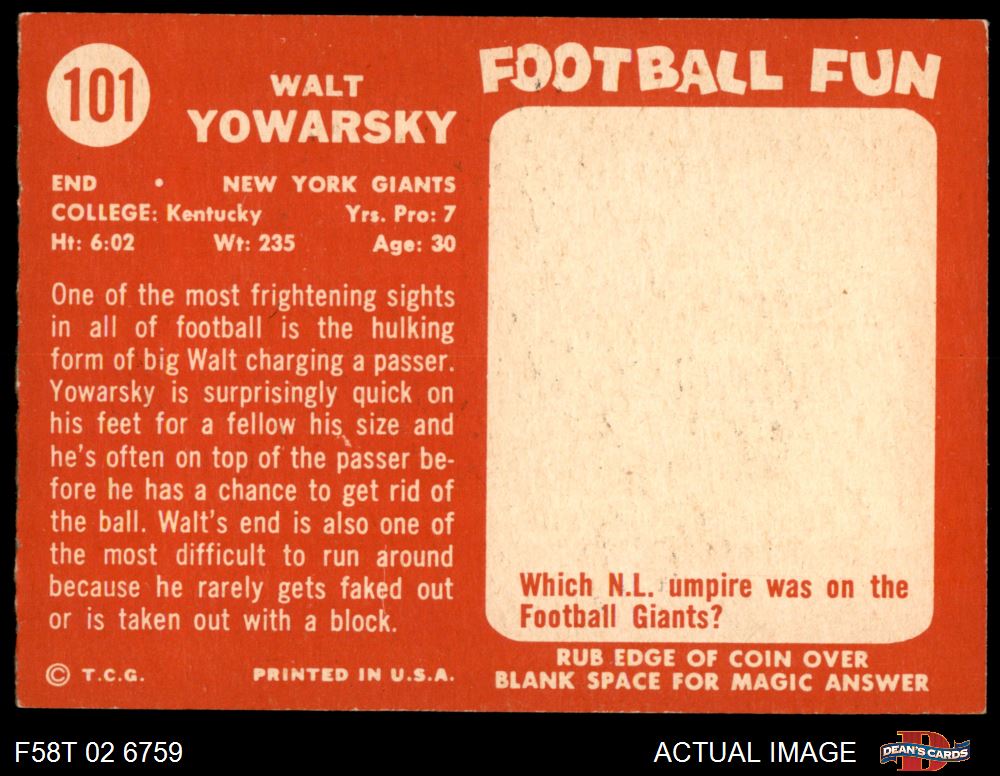 101
WALT
YOWARSKY
END • NEW YORK GIANTS
COLLEGE: Kentucky Yrs. Pro: 7
Ht: 6:02 Wt: 235 Age: 30
One of the most frightening sights
in all of football is the hulking
form of big Walt charging a passer.
Yowarsky is surprisingly quick on
his feet for a fellow his size and
he's often on top of the passer be-
fore he has a chance to get rid of
the ball. Walt's end is also one of
the most difficult to run around
because he rarely gets faked out
or is taken out with a block.
© T.C.G. PRINTED IN U.S.A.
FOOTBALL FUN
Which N.L. umpire was on the
Football Giants?
RUB EDGE OF COIN OVER
BLANK SPACE FOR MAGIC ANSWER
F58T 02 6759
ACTUAL IMAGE
DEAN'S CARDS